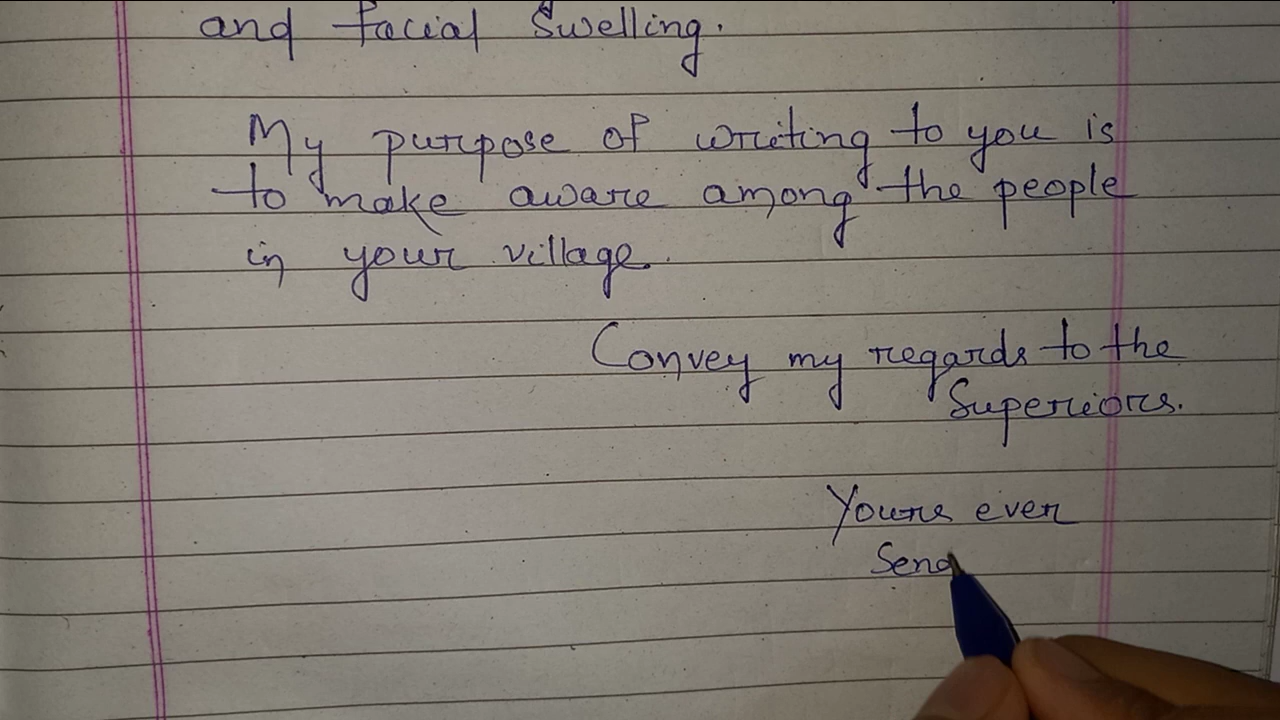 and facial Swelling.
My purpose of writing to you is
to make aware among the people
in your village.
Convey my regards to the
Superiors.
Yours ever
Send